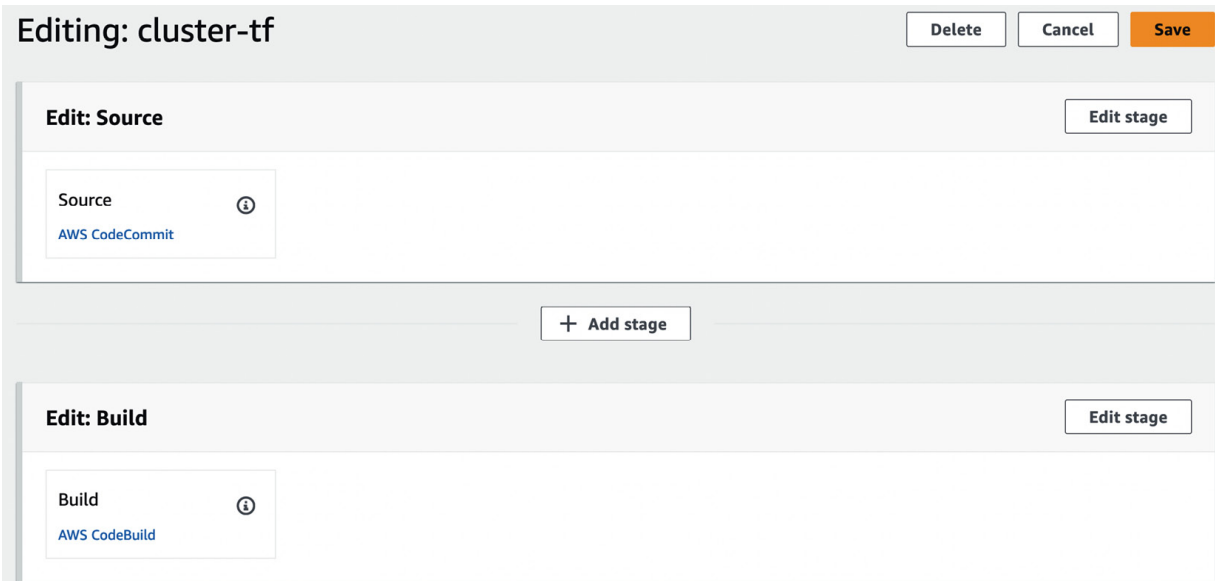 Editing: cluster-tf
Delete
Cancel
Save
Edit: Source
Edit stage
Source
AWS CodeCommit
+ Add stage
Edit: Build
Edit stage
Build
AWS CodeBuild